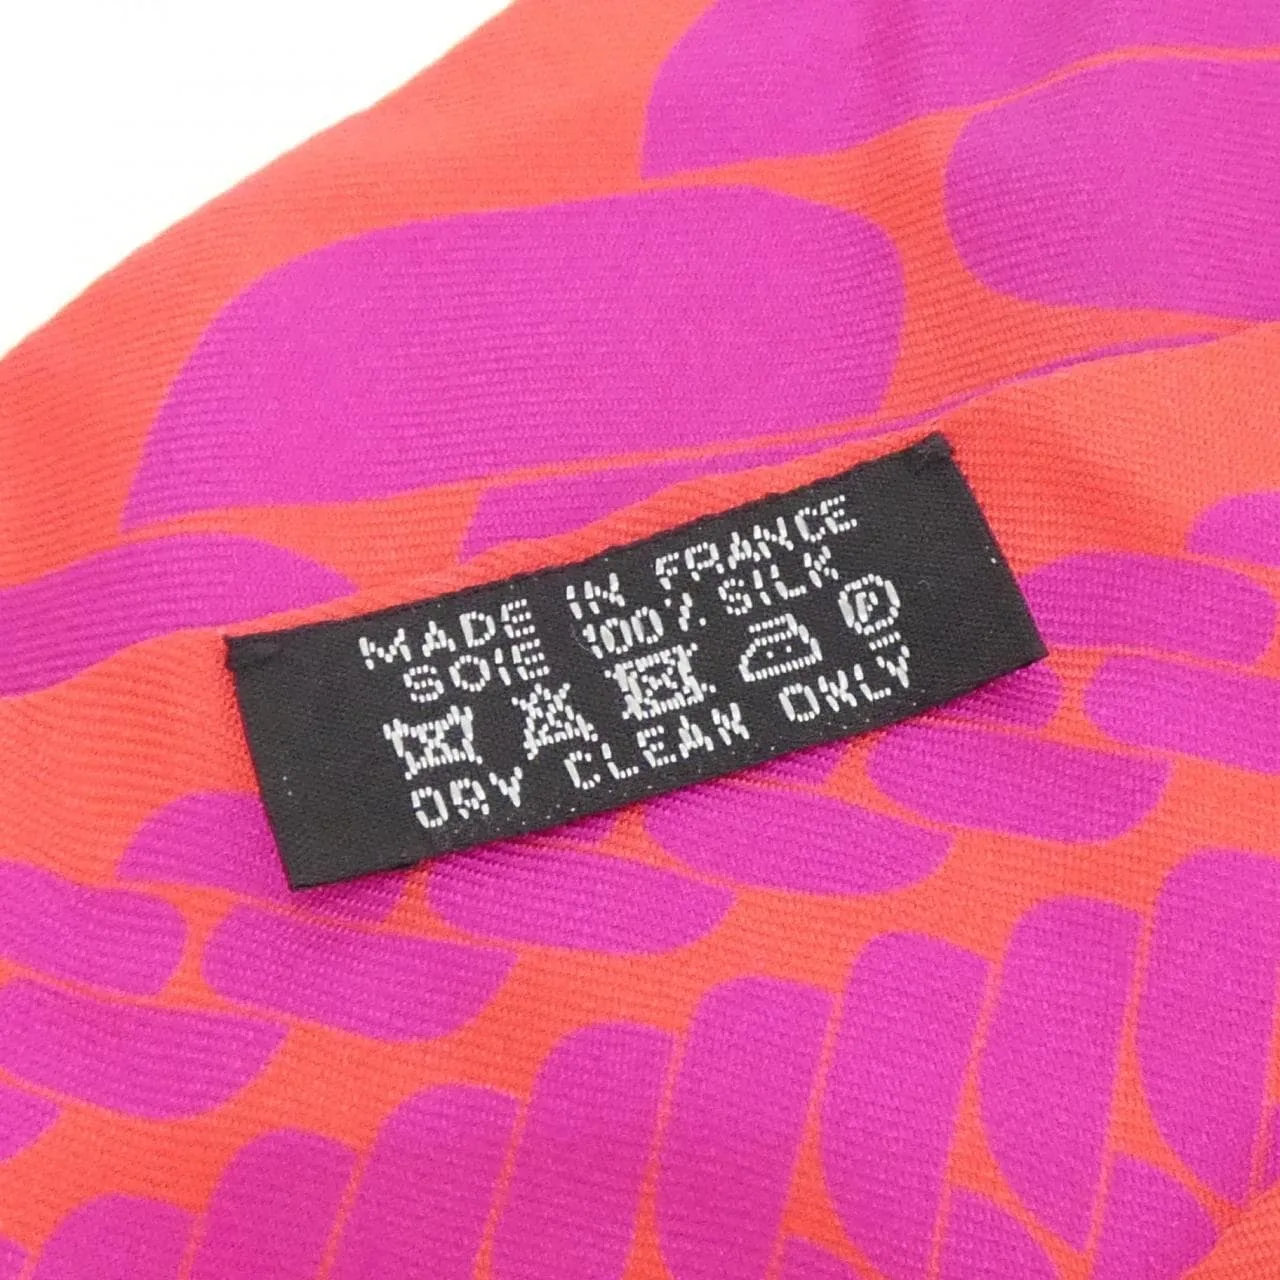 MADE IN FRANCE
SOIE 100% SILK
P
DRY CLEAN ONLY